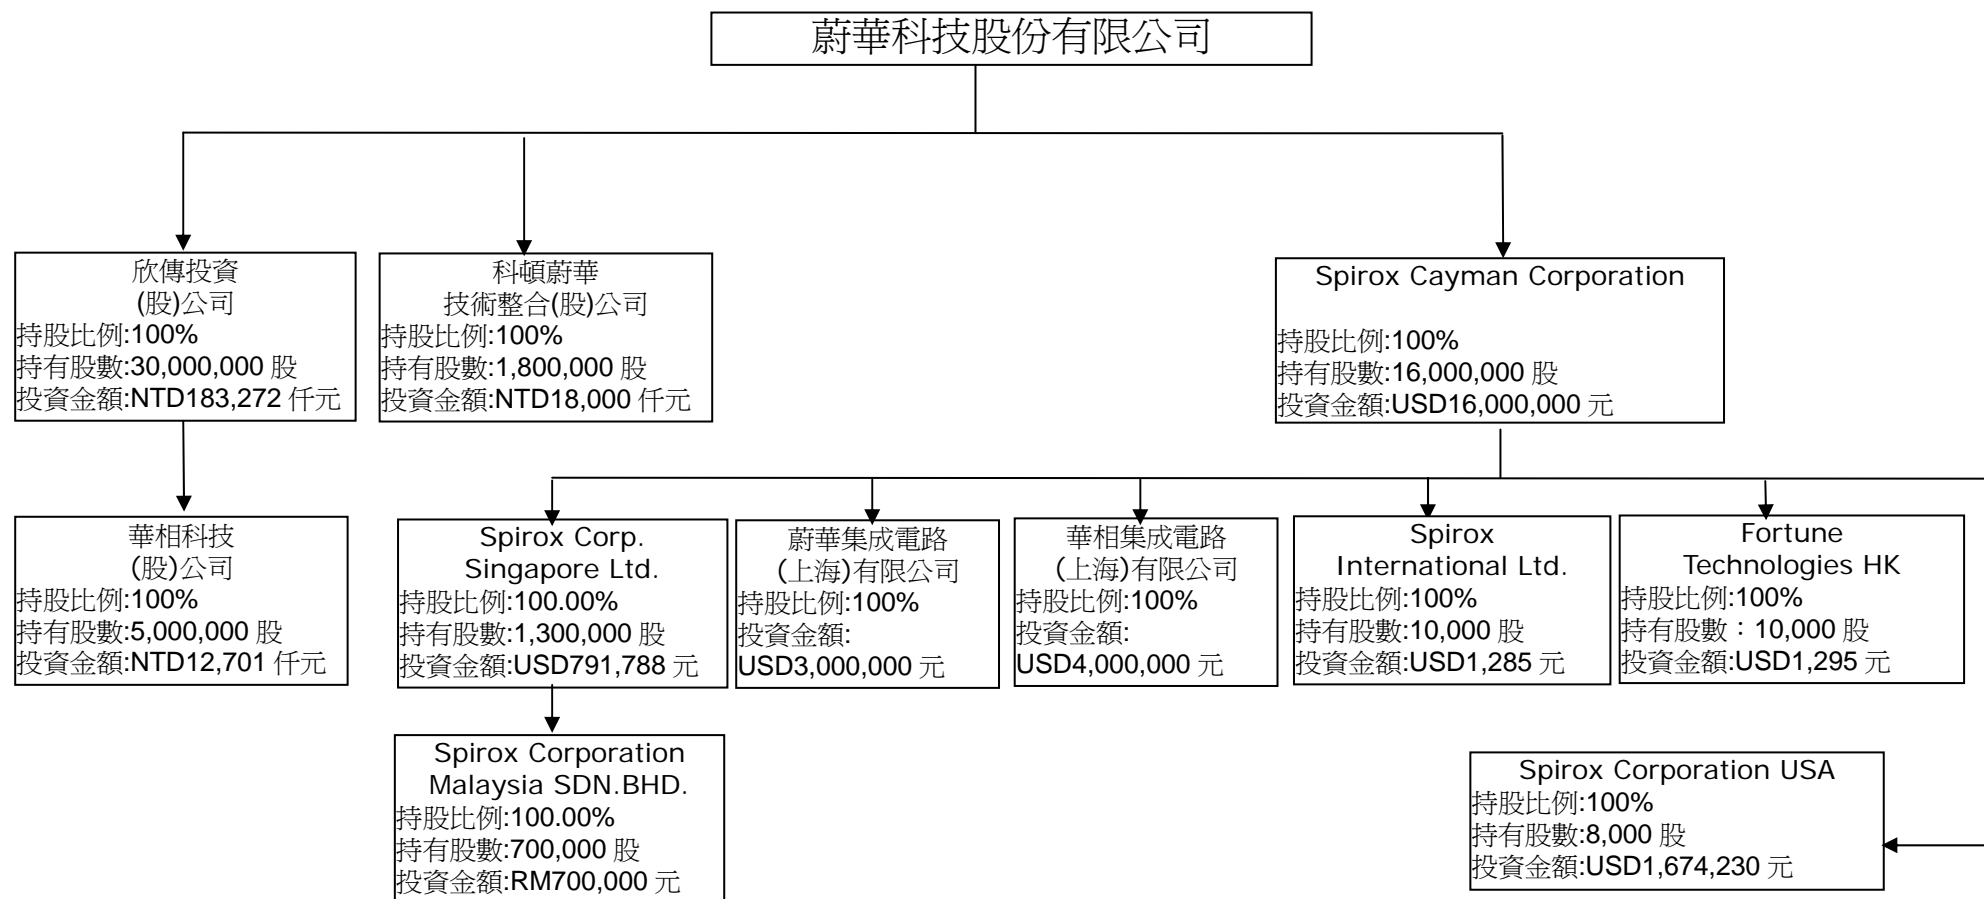 蔚華科技股份有限公司
欣傳投資
(股)公司
持股比例:100%
持有股數:30,000,000 股
投資金額:NTD183,272 仟元
科頓蔚華
技術整合(股)公司
持股比例:100%
持有股數:1,800,000 股
投資金額:NTD18,000 仟元
Spirox Cayman Corporation
持股比例:100%
持有股數:16,000,000 股
投資金額:USD16,000,000 元
華相科技
(股)公司
持股比例:100%
持有股數:5,000,000 股
投資金額:NTD12,701 仟元
Spirox Corp.
Singapore Ltd.
持股比例:100.00%
持有股數:1,300,000 股
投資金額:USD791,788 元
蔚華集成電路
(上海)有限公司
持股比例:100%
投資金額:
USD3,000,000 元
華相集成電路
(上海)有限公司
持股比例:100%
投資金額:
USD4,000,000 元
Spirox
International Ltd.
持股比例:100%
持有股數:10,000 股
投資金額:USD1,285 元
Fortune
Technologies HK
持股比例:100%
持有股數：10,000 股
投資金額:USD1,295 元
Spirox Corporation
Malaysia SDN.BHD.
持股比例:100.00%
持有股數:700,000 股
投資金額:RM700,000 元
Spirox Corporation USA
持股比例:100%
持有股數:8,000 股
投資金額:USD1,674,230 元